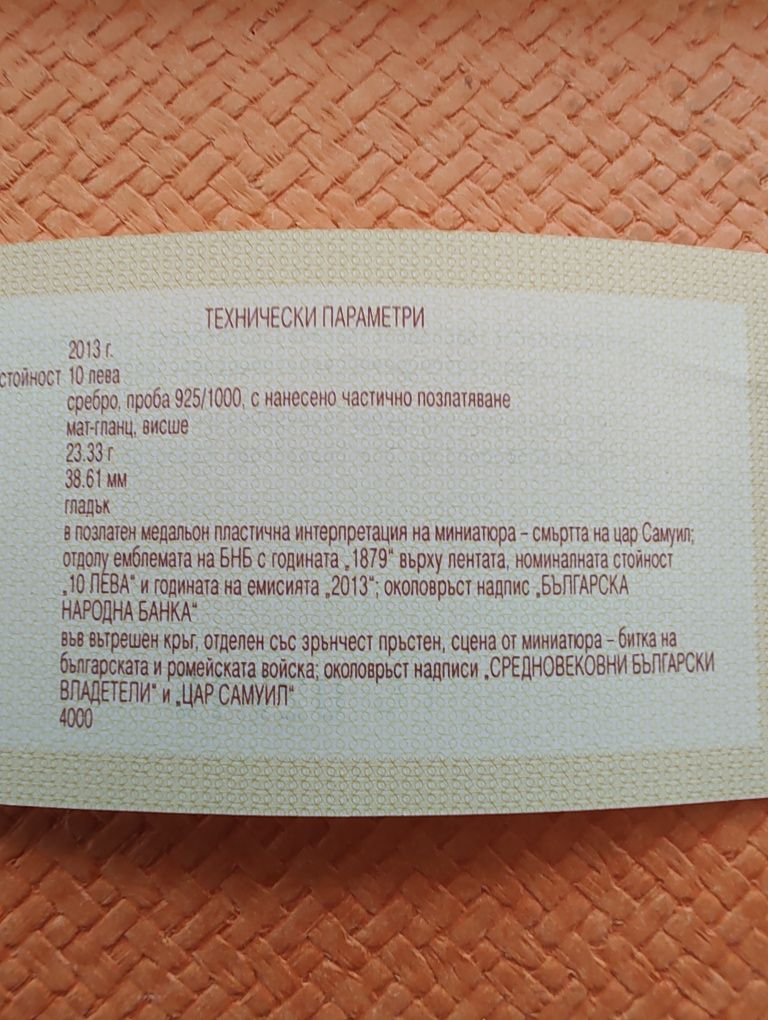 ТЕХНИЧЕСКИ ПАРАМЕТРИ
2013 г.
стойност 10 лева
сребро, проба 925/1000, с нанесено частично позлатяване
мат-гланц, висше
23.33 г
38.61 мм
гладък
в позлатен медальон пластична интерпретация на миниатюра – смъртта на цар Самуил;
отдолу емблемата на БНБ с годината „1879“ върху лентата, номиналната стойност
„10 ЛЕВА“ и годината на емисията „2013“; околовръст надпис „БЪЛГАРСКА
НАРОДНА БАНКА“
във вътрешен кръг, отделен със зрънчест пръстен, сцена от миниатюра – битка на
българската и ромейската войска; околовръст надписи „СРЕДНОВЕКОВНИ БЪЛГАРСКИ
ВЛАДЕТЕЛИ“ и „ЦАР САМУИЛ“
4000